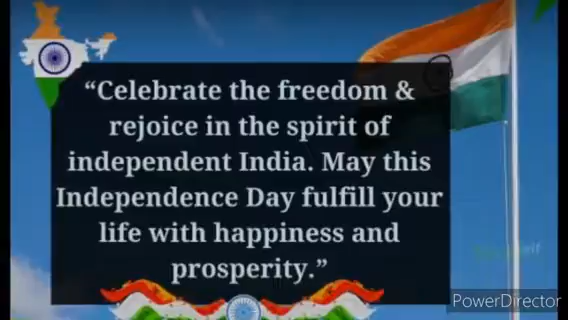 “Celebrate the freedom &
rejoice in the spirit of
independent India. May this
Independence Day fulfill your
life with happiness and
prosperity.”
PowerDirector